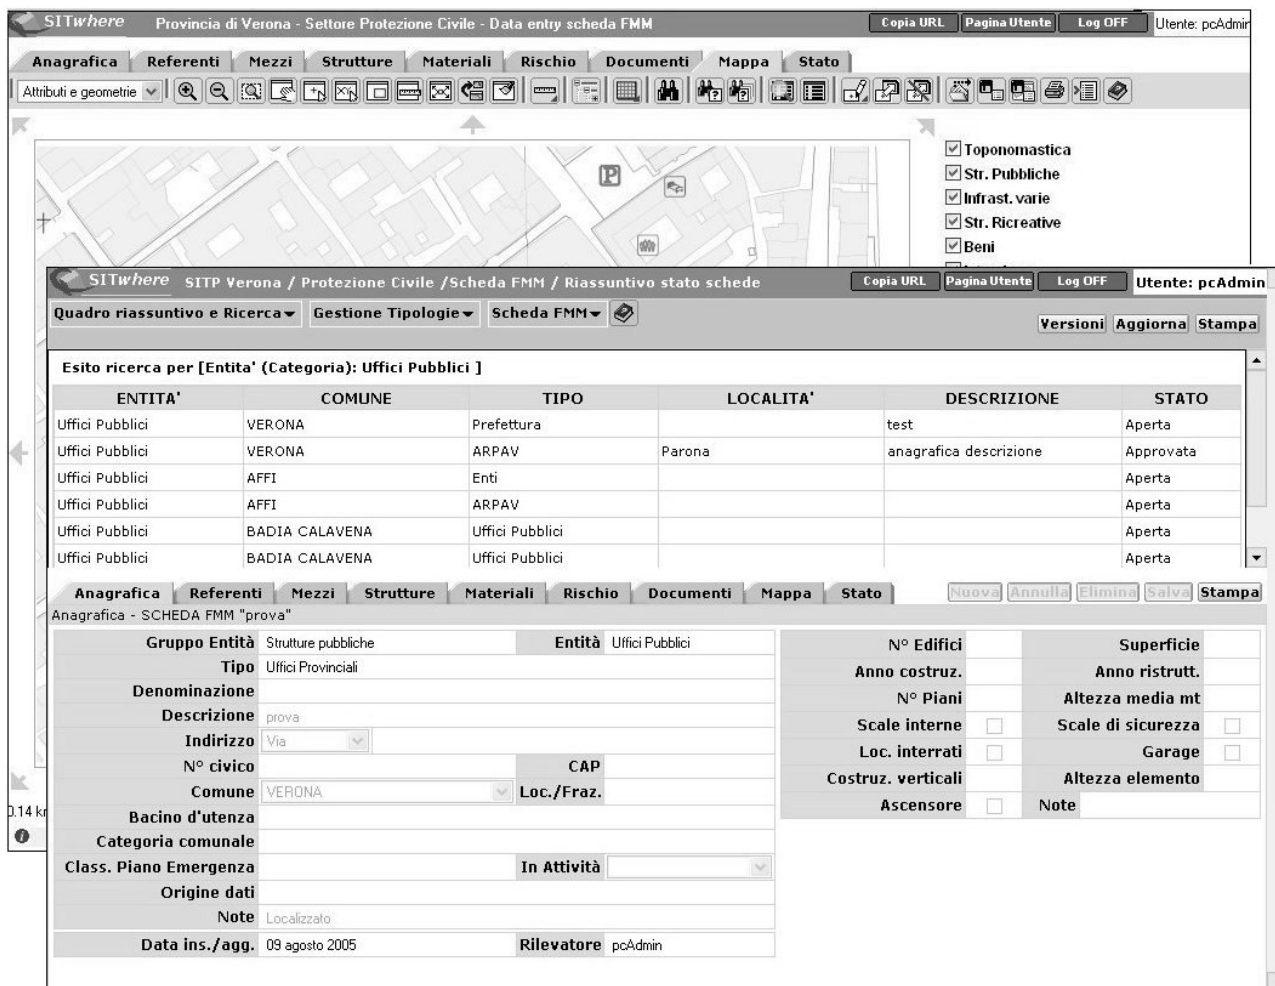 SITwhere Provincia di Verona - Settore Protezione Civile - Data entry scheda FMM Copia URL Pagina Utente Log OFF Utente: pcAdmin
Anagrafica Referenti Mezzi Strutture Materiali Rischio Documenti Mappa Stato
Attributi e geometrie
P
Toponomastica
Str. Pubbliche
Infrast. varie
Str. Ricreative
Beni
SITwhere SITP Verona / Protezione Civile /Scheda FMM / Riassuntivo stato schede Copia URL Pagina Utente Log OFF Utente: pcAdmin
Quadro riassuntivo e Ricerca Gestione Tipologie Scheda FMM
Versioni Aggiorna Stampa
Esito ricerca per [Entita' (Categoria): Uffici Pubblici ]
ENTITA' COMUNE TIPO LOCALITA' DESCRIZIONE STATO
Uffici Pubblici VERONA Prefettura test Aperta
Uffici Pubblici VERONA ARPAV Parona anagrafica descrizione Approvata
Uffici Pubblici AFFI Enti Aperta
Uffici Pubblici AFFI ARPAV Aperta
Uffici Pubblici BADIA CALAVENA Uffici Pubblici Aperta
Uffici Pubblici BADIA CALAVENA Uffici Pubblici Aperta
Anagrafica Referenti Mezzi Strutture Materiali Rischio Documenti Mappa Stato Nuova Annulla Elimina Salva Stampa
Anagrafica - SCHEDA FMM "prova"
Gruppo Entità Strutture pubbliche Entità Uffici Pubblici N° Edifici Superficie
Tipo Uffici Provinciali Anno costruz. Anno ristrutt.
Denominazione N° Piani Altezza media mt
Descrizione prova Scale interne Scale di sicurezza
Indirizzo Via Loc. interrati Garage
N° civico CAP Costruz. verticali Altezza elemento
Comune VERONA Loc./Fraz. Ascensore Note
0.14 km
Bacino d'utenza
Categoria comunale
Class. Piano Emergenza In Attività
Origine dati
Note Localizzato
Data ins./agg. 09 agosto 2005 Rilevatore pcAdmin